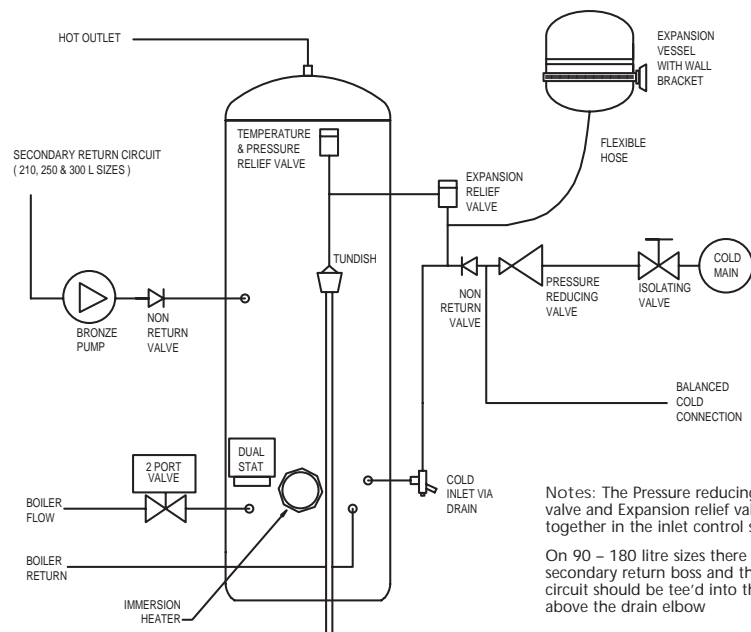 HOT OUTLET
EXPANSION
VESSEL
WITH WALL
BRACKET
TEMPERATURE
& PRESSURE
RELIEF VALVE
FLEXIBLE
HOSE
SECONDARY RETURN CIRCUIT
( 210, 250 & 300 L SIZES )
EXPANSION
RELIEF
VALVE
TUNDISH
COLD
MAIN
BRONZE
PUMP
NON
RETURN
VALVE
NON
RETURN
VALVE
PRESSURE
REDUCING
VALVE
ISOLATING
VALVE
BALANCED
COLD
CONNECTION
2 PORT
VALVE
DUAL
STAT
COLD
INLET VIA
DRAIN
BOILER
FLOW
BOILER
RETURN
IMMERSION
HEATER
Notes: The Pressure reducing
valve and Expansion relief
together in the inlet control
On 90 – 180 litre sizes there
secondary return boss and
circuit should be tee'd into
above the drain elbow